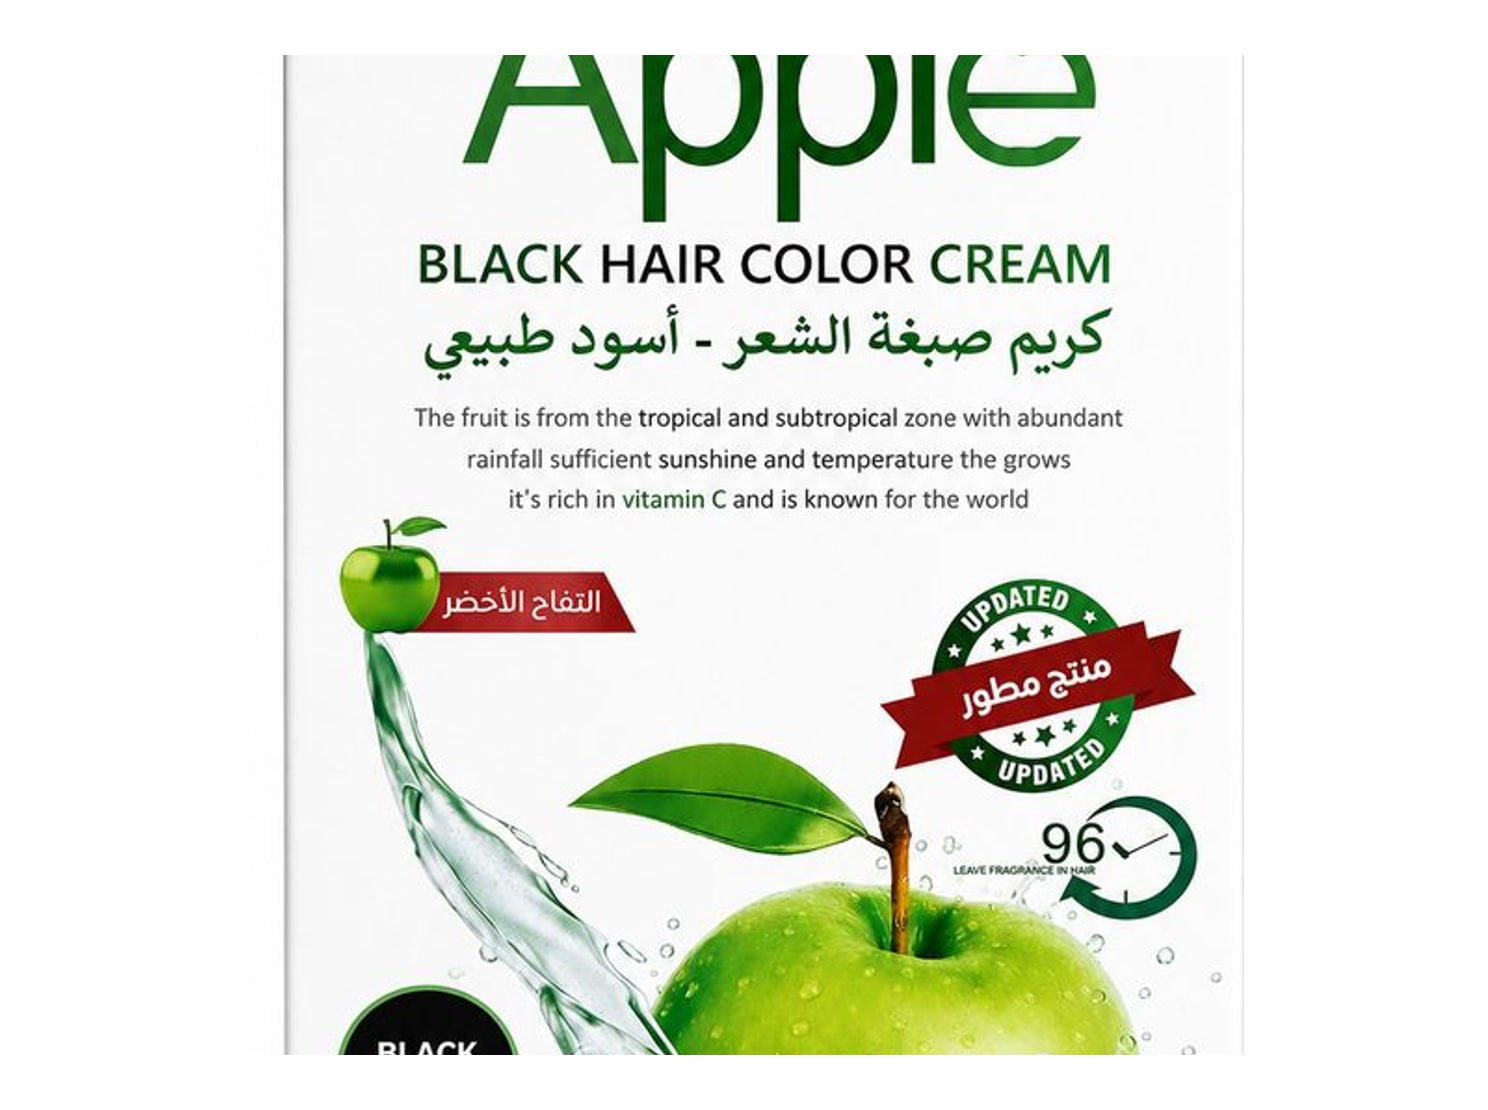 Apple
BLACK HAIR COLOR CREAM
كريم صبغة الشعر - أسود طبيعي
The fruit is from the tropical and subtropical zone with abundant
rainfall sufficient sunshine and temperature the grows
it's rich in vitamin C and is known for the world
التفاح الأخضر
UPDATED
منتج مطور
UPDATED
96
LEAVE FRAGRANCE IN HAIR
BLACK